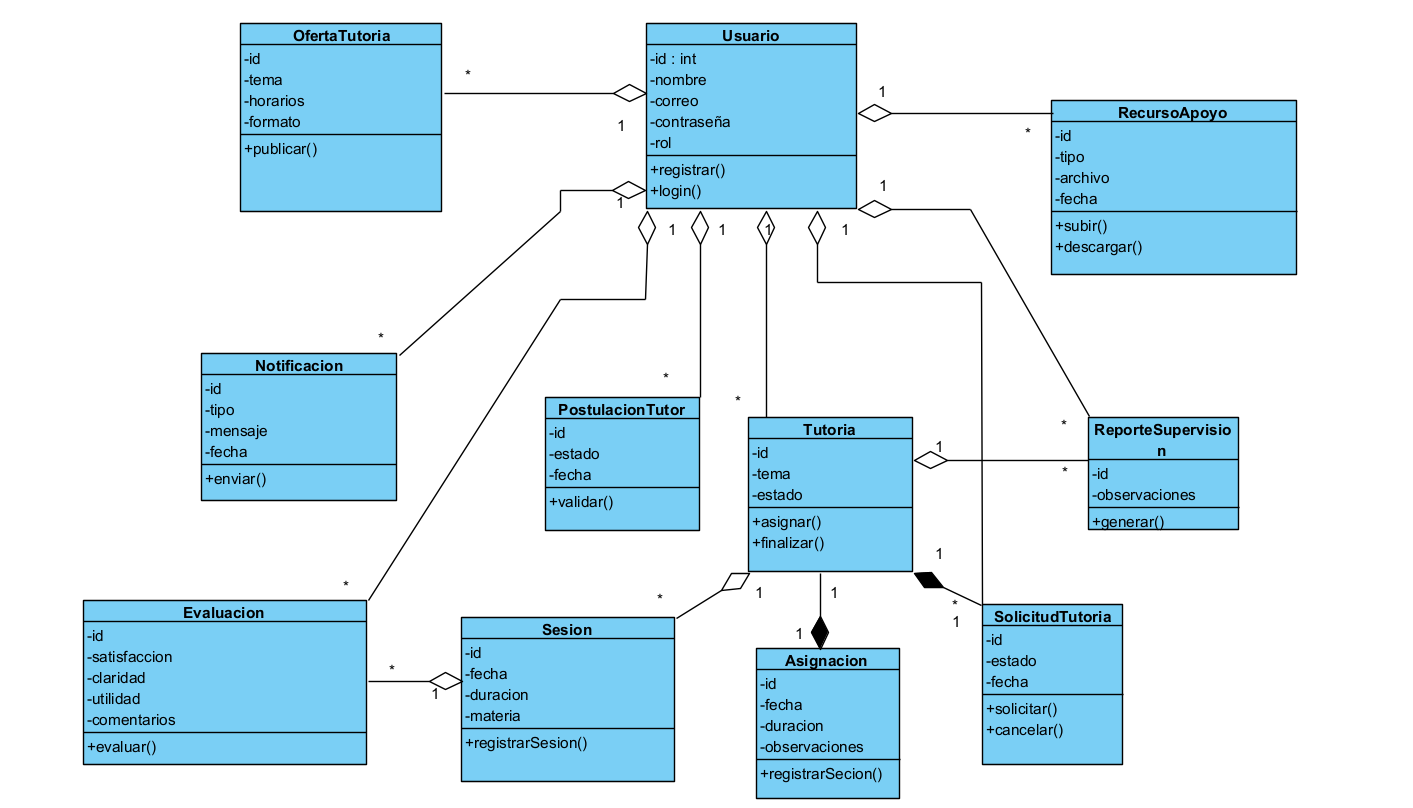 OfertaTutoria
-id
-tema
-horarios
-formato
+publicar()
*
1
Usuario
-id : int
-nombre
-correo
-contraseña
-rol
+registrar()
+login()
1
*
RecursoApoyo
-id
-tipo
-archivo
-fecha
+subir()
+descargar()
1
1
1
1
1
1
*
Notificacion
-id
-tipo
-mensaje
-fecha
+enviar()
*
PostulacionTutor
-id
-estado
-fecha
+validar()
*
Tutoria
-id
-tema
-estado
+asignar()
+finalizar()
*
1
*
ReporteSupervisio
n
-id
-observaciones
+generar()
*
Evaluacion
-id
-satisfaccion
-claridad
-utilidad
-comentarios
+evaluar()
*
1
*
1
Sesion
-id
-fecha
-duracion
-materia
+registrarSesion()
1
1
Asignacion
-id
-fecha
-duracion
-observaciones
+registrarSecion()
1
*
1
SolicitudTutoria
-id
-estado
-fecha
+solicitar()
+cancelar()